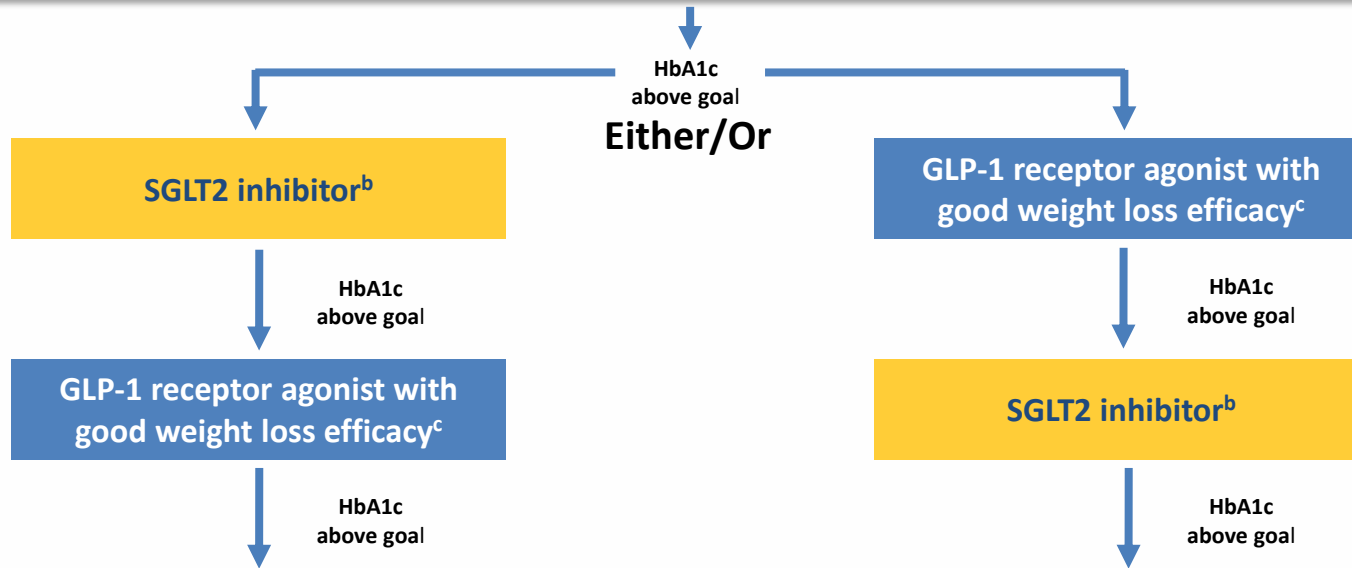 HbA1c
above goal
Either/Or
SGLT2 inhibitorᵇ
GLP-1 receptor agonist with
good weight loss efficacyᶜ
HbA1c
above goal
HbA1c
above goal
GLP-1 receptor agonist with
good weight loss efficacyᶜ
SGLT2 inhibitorᵇ
HbA1c
above goal
HbA1c
above goal